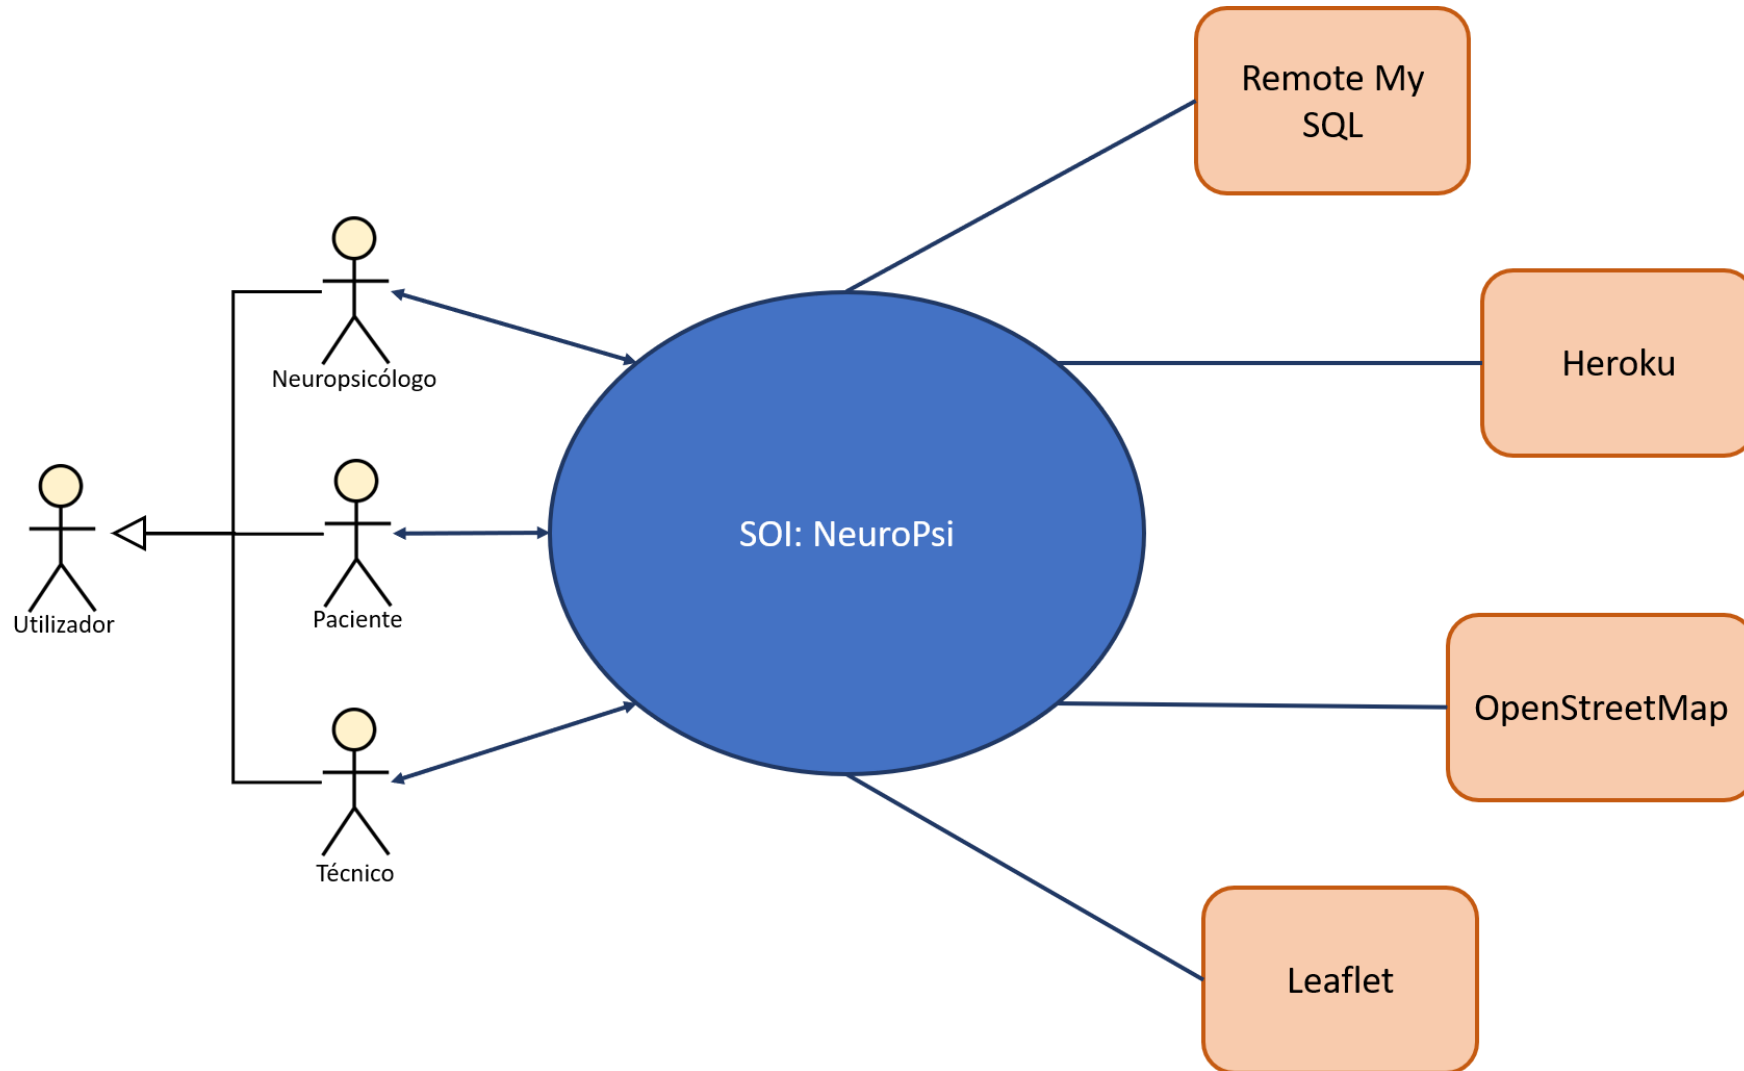 Remote My
SQL
Heroku
Neuropsicólogo
SOI: NeuroPsi
Utilizador
Paciente
OpenStreetMap
Técnico
Leaflet